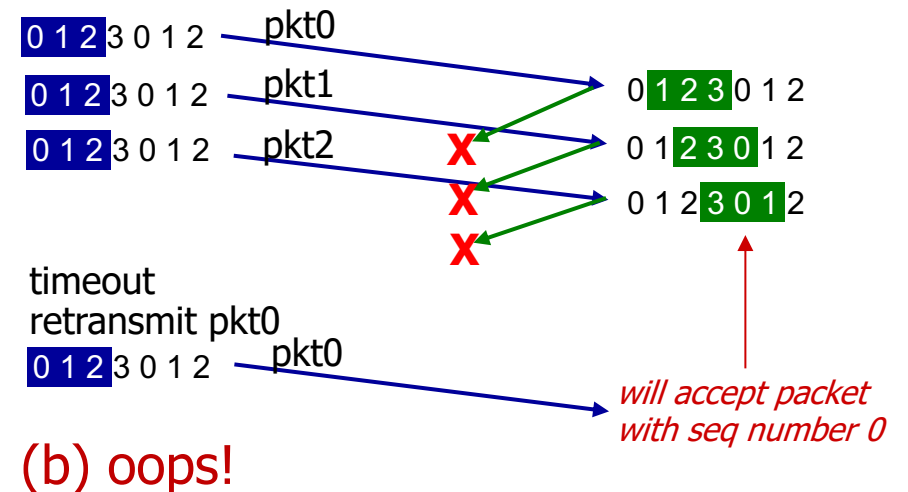 0 1 2 3 0 1 2 pkt0
0 1 2 3 0 1 2
0 1 2 3 0 1 2 pkt1
0 1 2 3 0 1 2
0 1 2 3 0 1 2 pkt2
X
0 1 2 3 0 1 2
X
X
timeout
retransmit pkt0
0 1 2 3 0 1 2 pkt0
will accept packet
with seq number 0
(b) oops!